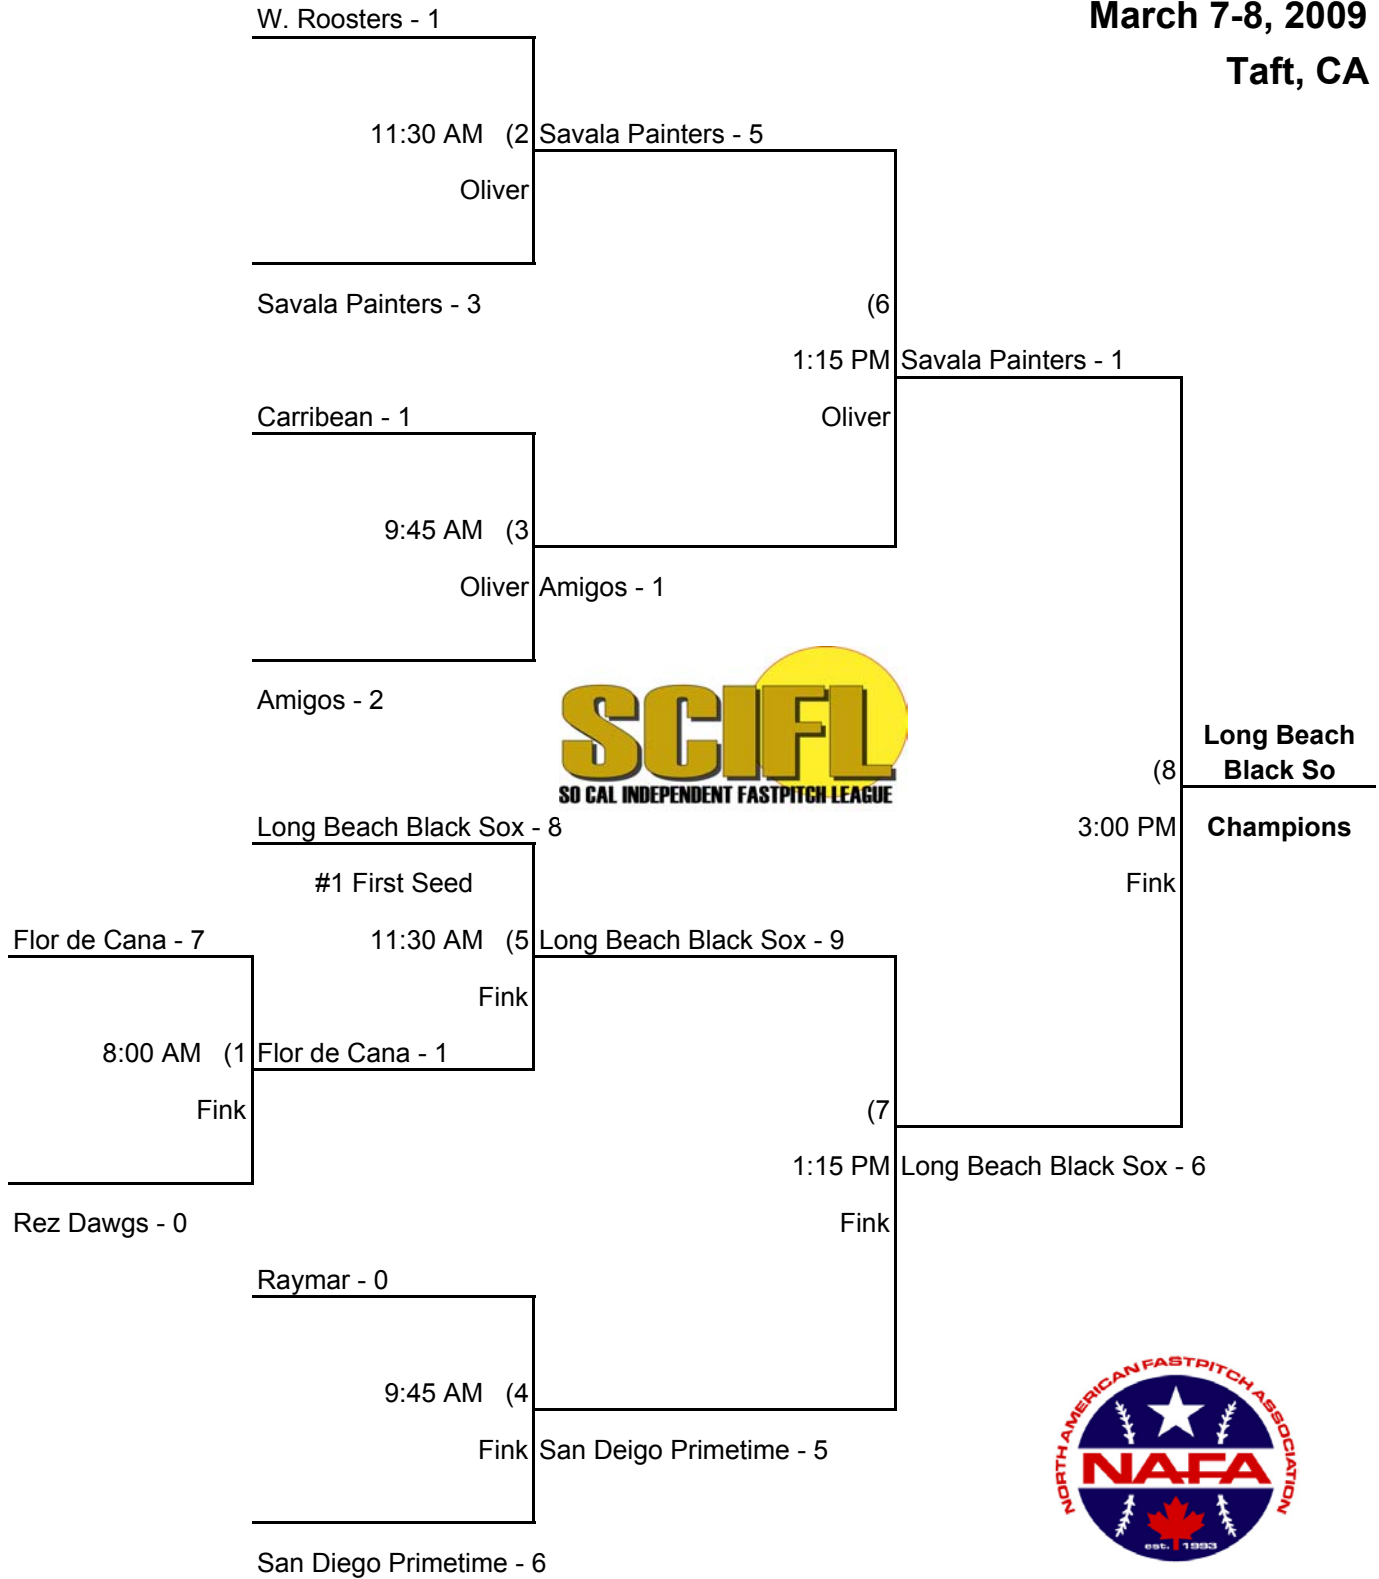 W. Roosters - 1
March 7-8, 2009
Taft, CA
11:30 AM (2 Savala Painters - 5
Oliver
Savala Painters - 3
(6
1:15 PM Savala Painters - 1
Carribean - 1
Oliver
9:45 AM (3
Oliver Amigos - 1
Amigos - 2
SCIFL
SO CAL INDEPENDENT FASTPITCH LEAGUE
Long Beach
Black So
(8
Long Beach Black Sox - 8
3:00 PM Champions
#1 First Seed
Fink
Flor de Cana - 7
11:30 AM (5 Long Beach Black Sox - 9
Fink
8:00 AM (1 Flor de Cana - 1
Fink
(7
1:15 PM Long Beach Black Sox - 6
Rez Dawgs - 0
Fink
Raymar - 0
9:45 AM (4
Fink San Deigo Primetime - 5
San Diego Primetime - 6
NORTH AMERICAN FASTPITCH ASSOCIATION
NAFA
est. 1993